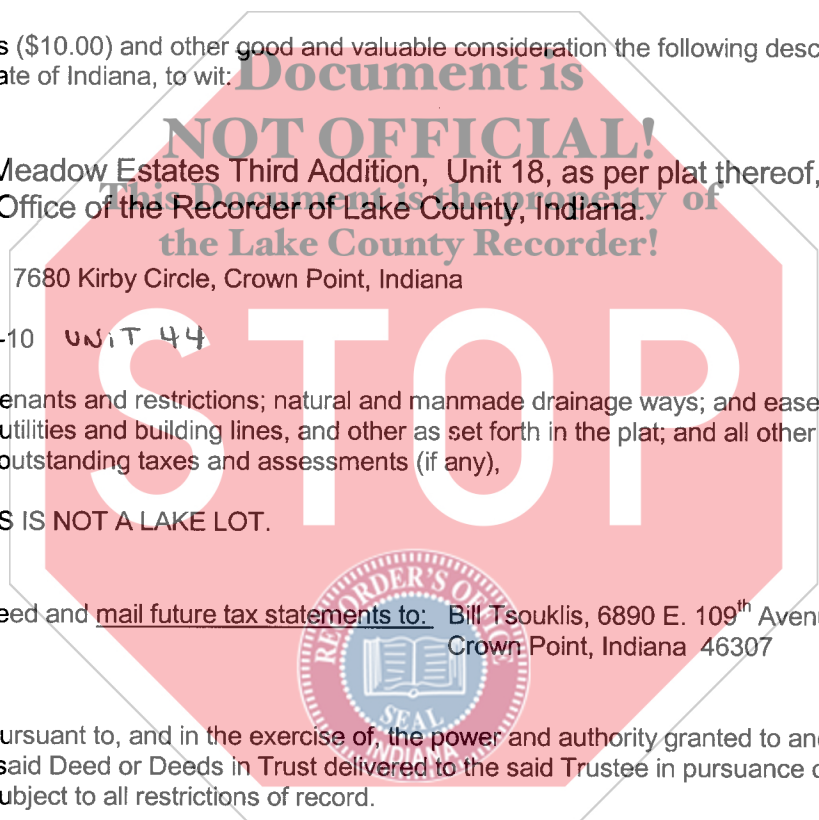 s ($10.00) and other good and valuable consideration the following desc
ate of Indiana, to wit:
Document is
NOT OFFICIAL!
Meadow Estates Third Addition, Unit 18, as per plat thereof,
This Document is the property of
Office of the Recorder of Lake County, Indiana.
the Lake County Recorder!
7680 Kirby Circle, Crown Point, Indiana
-10 UNiT 44
STOP
enants and restrictions; natural and manmade drainage ways; and ease
utilities and building lines, and other as set forth in the plat; and all other
outstanding taxes and assessments (if any),
S IS NOT A LAKE LOT.
eed and mail future tax statements to: Bill Tsouklis, 6890 E. 109th Avenu
Crown Point, Indiana 46307
RECORDER'S OFFICE
SEAL
INDIANA
ursuant to, and in the exercise of, the power and authority granted to and
said Deed or Deeds in Trust delivered to the said Trustee in pursuance o
ubject to all restrictions of record.